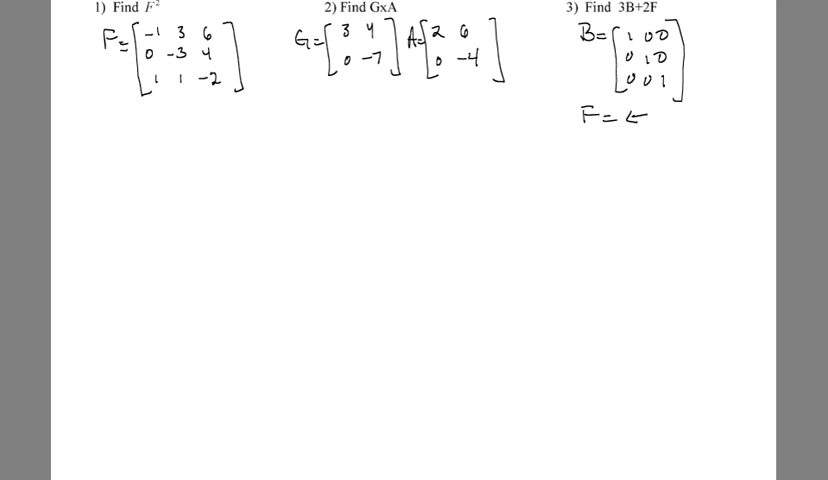 1) Find F²
F= [-1 3 6
0 -3 4
1 1 -2]
2) Find GxA
G= [3 4
0 -7]
A= [2 6
0 -4]
3) Find 3B+2F
B= [1 0 0
0 1 0
0 0 1]
F= ←